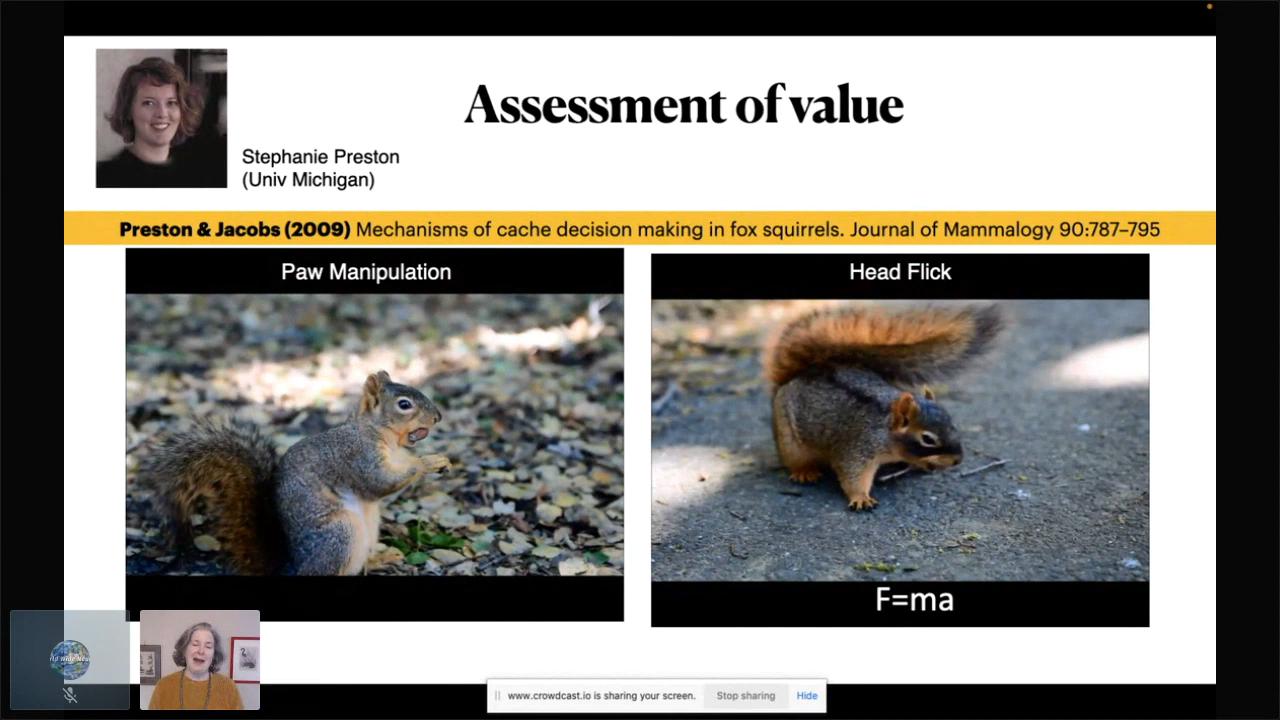 Assessment of value
Stephanie Preston
(Univ Michigan)
Preston & Jacobs (2009) Mechanisms of cache decision making in fox squirrels. Journal of Mammalogy 90:787–795
Paw Manipulation
Head Flick
F=ma
www.crowdcast.io is sharing your screen.
Stop sharing
Hide